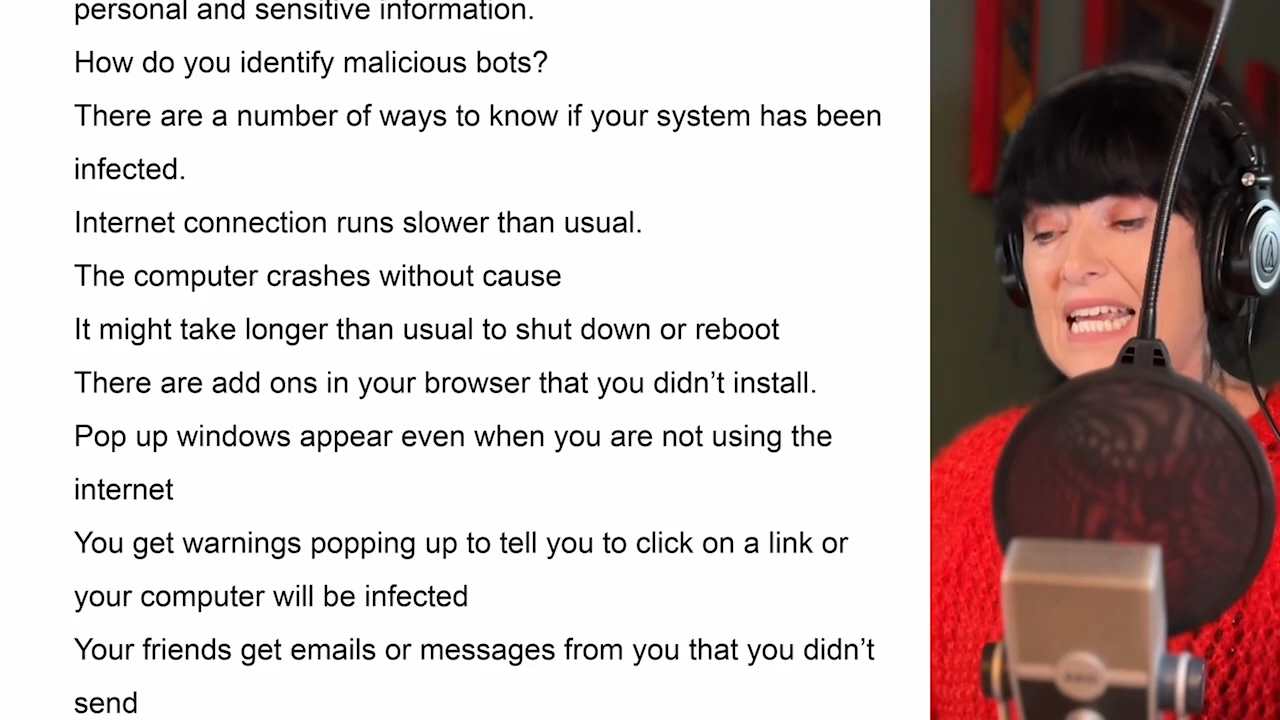 personal and sensitive information.
How do you identify malicious bots?
There are a number of ways to know if your system has been
infected.
Internet connection runs slower than usual.
The computer crashes without cause
It might take longer than usual to shut down or reboot
There are add ons in your browser that you didn’t install.
Pop up windows appear even when you are not using the
internet
You get warnings popping up to tell you to click on a link or
your computer will be infected
Your friends get emails or messages from you that you didn’t
send